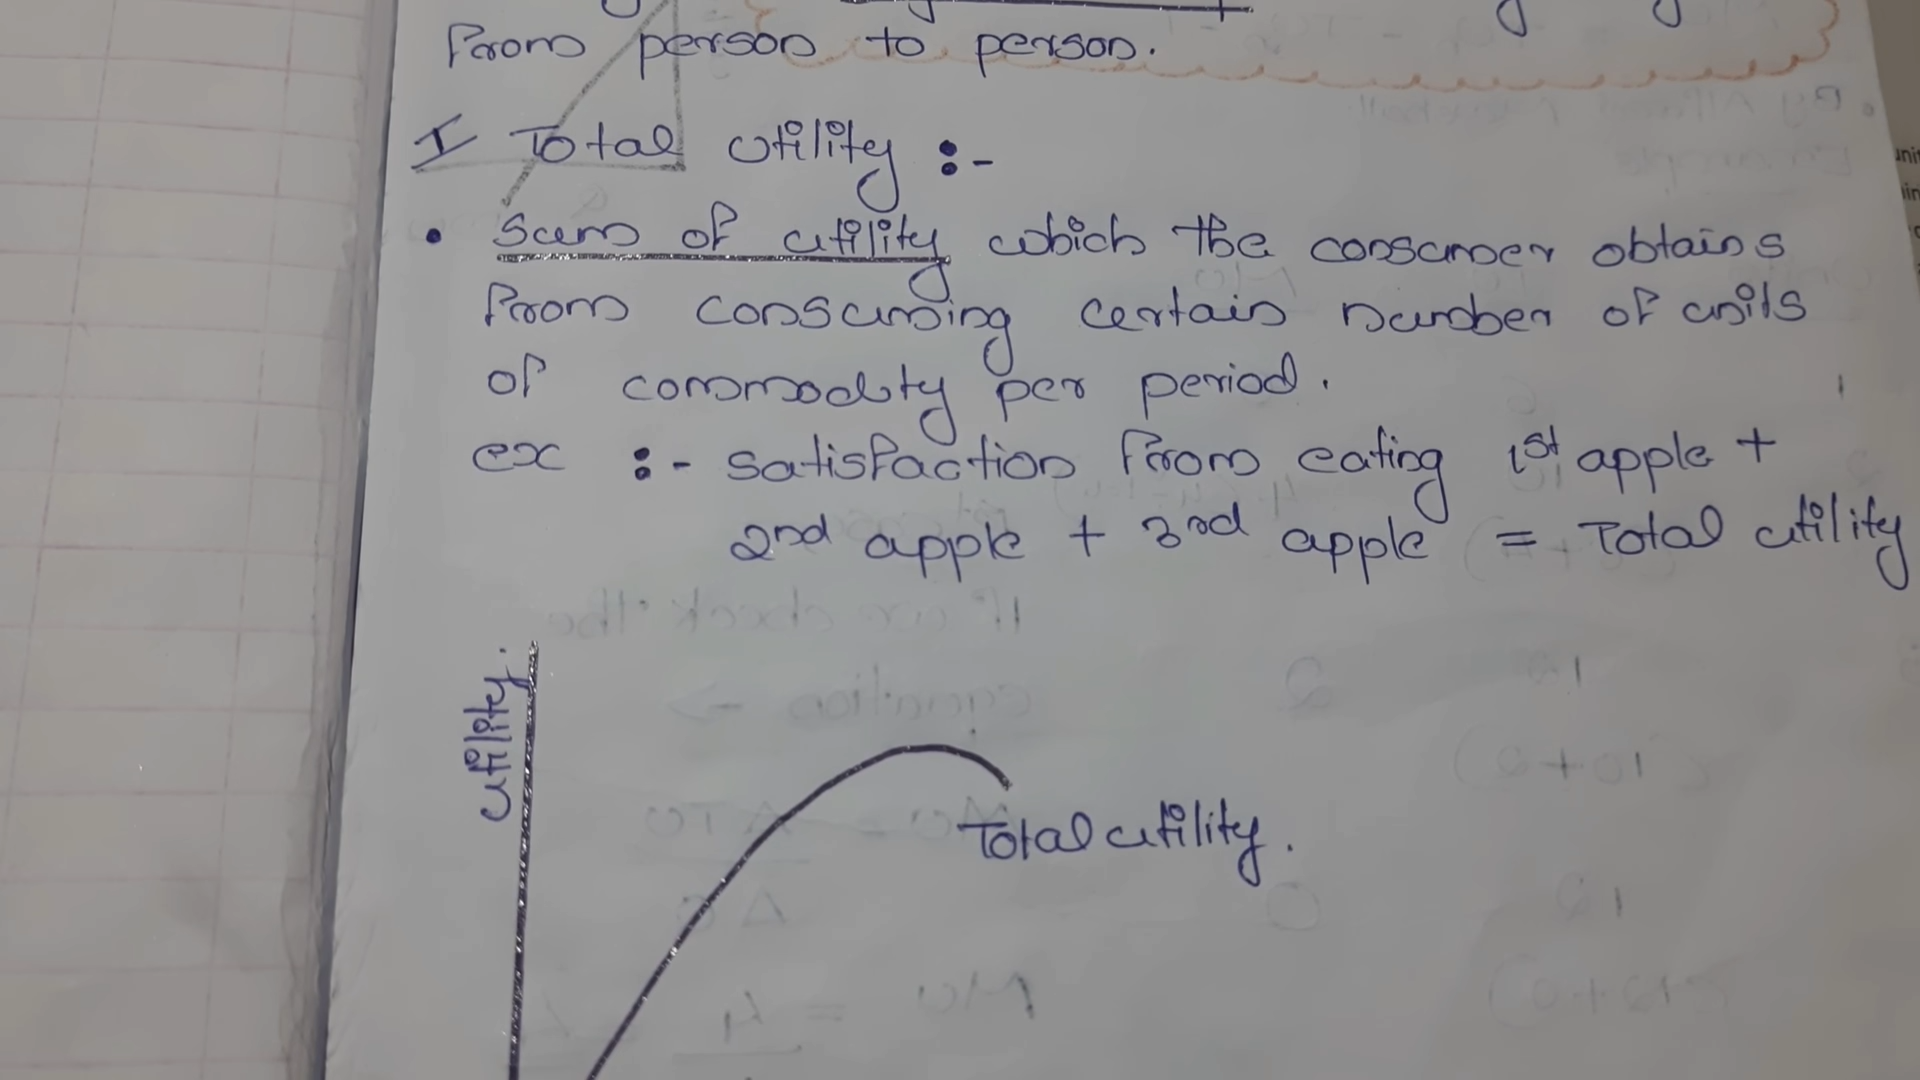 from person to person.
I Total utility :-
• Sum of utility which the consumer obtains
from consuming certain number of units
of commodity per period.
ex :- satisfaction from eating 1st apple +
2nd apple + 3rd apple = Total utility
utility.
Total utility.